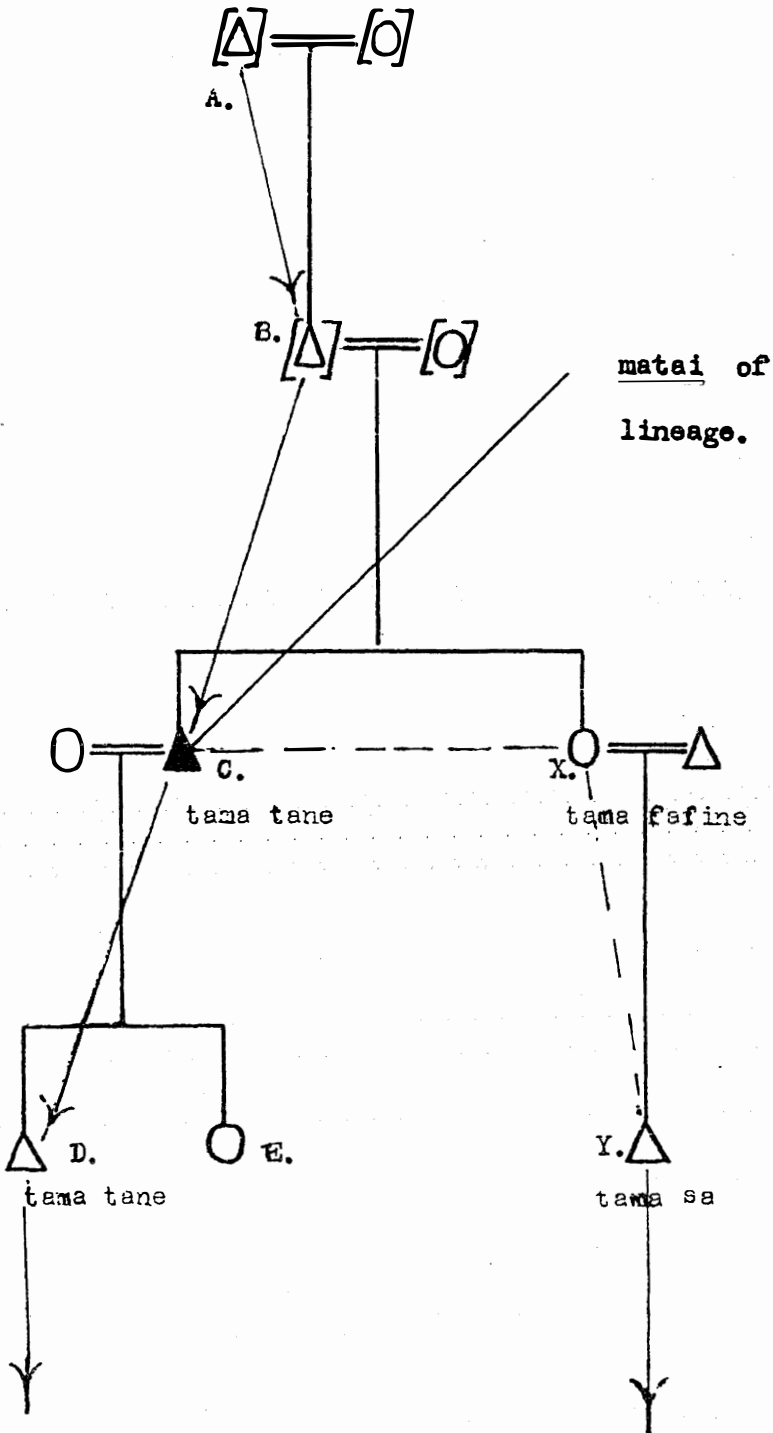 A.
B.
matai of
lineage.
C.
X.
tama tane
tama fafine
D.
E.
Y.
tama tane
tama sa